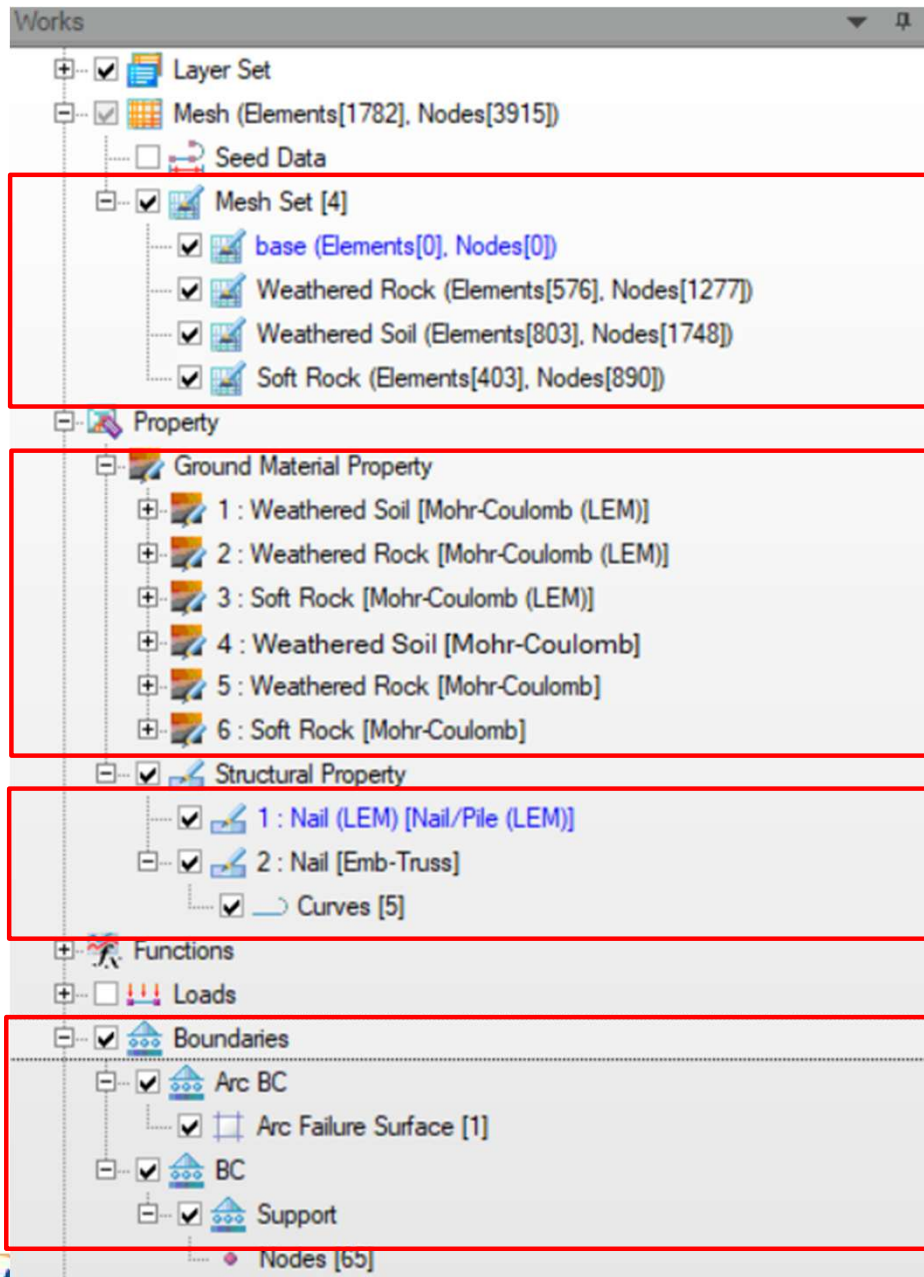 Works
Layer Set
Mesh (Elements[1782], Nodes[3915])
Seed Data
Mesh Set [4]
base (Elements[0], Nodes[0])
Weathered Rock (Elements[576], Nodes[1277])
Weathered Soil (Elements[803], Nodes[1748])
Soft Rock (Elements[403], Nodes[890])
Property
Ground Material Property
1 : Weathered Soil [Mohr-Coulomb (LEM)]
2 : Weathered Rock [Mohr-Coulomb (LEM)]
3 : Soft Rock [Mohr-Coulomb (LEM)]
4 : Weathered Soil [Mohr-Coulomb]
5 : Weathered Rock [Mohr-Coulomb]
6 : Soft Rock [Mohr-Coulomb]
Structural Property
1 : Nail (LEM) [Nail/Pile (LEM)]
2 : Nail [Emb-Truss]
Curves [5]
Functions
Loads
Boundaries
Arc BC
Arc Failure Surface [1]
BC
Support
Nodes [65]